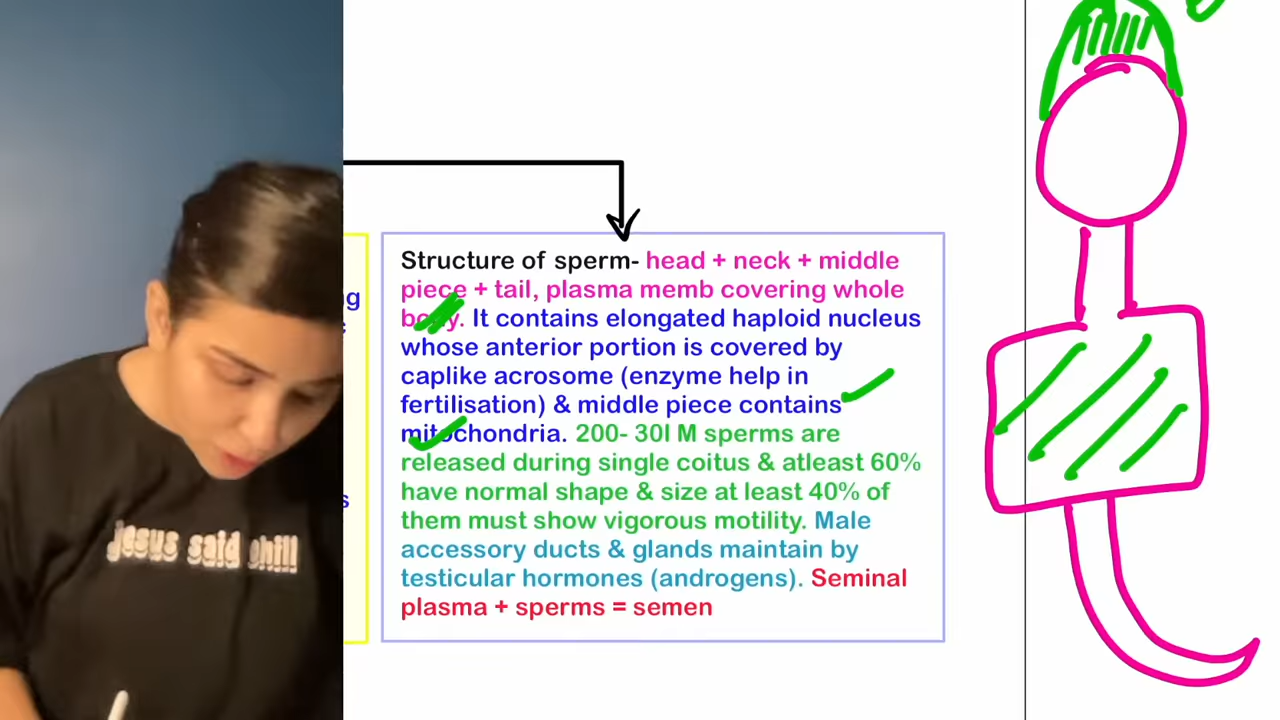 Structure of sperm- head + neck + middle
piece + tail, plasma memb covering whole
body. It contains elongated haploid nucleus
whose anterior portion is covered by
caplike acrosome (enzyme help in
fertilisation) & middle piece contains
mitochondria. 200- 30l M sperms are
released during single coitus & atleast 60%
have normal shape & size at least 40% of
them must show vigorous motility. Male
accessory ducts & glands maintain by
testicular hormones (androgens). Seminal
plasma + sperms = semen
jesus said chill